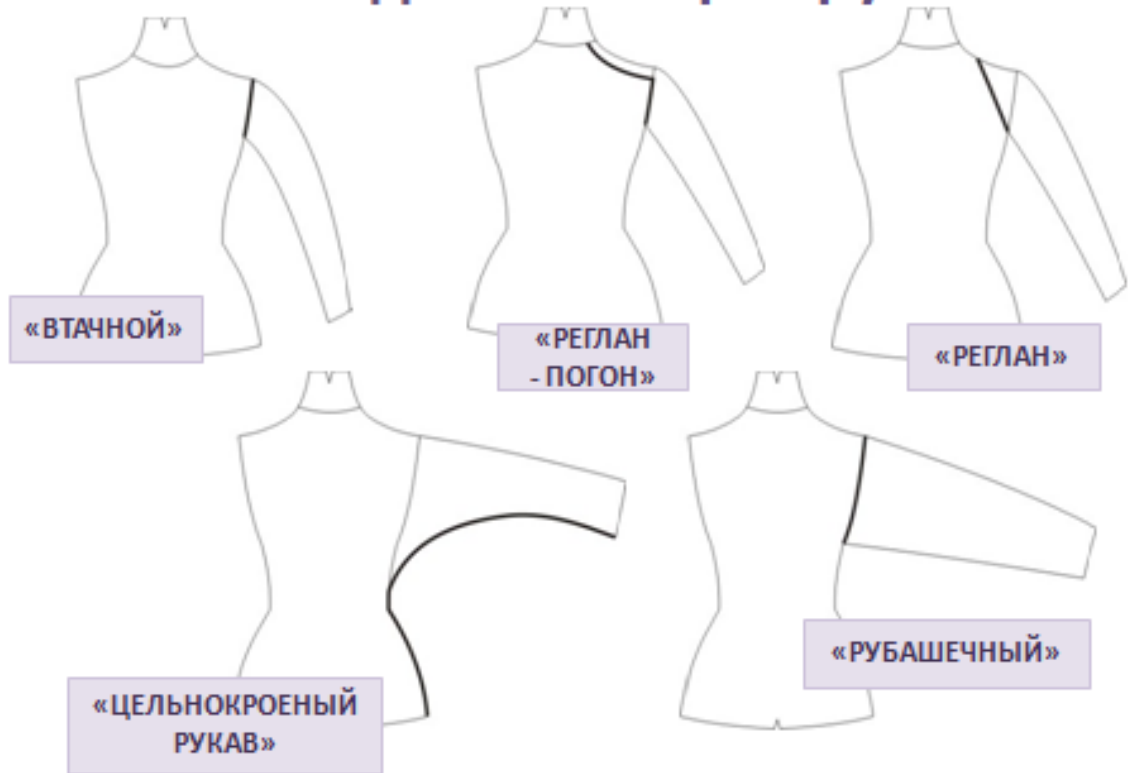 «ВТАЧНОЙ»
«РЕГЛАН
- ПОГОН»
«РЕГЛАН»
«ЦЕЛЬНОКРОЕНЫЙ
РУКАВ»
«РУБАШЕЧНЫЙ»